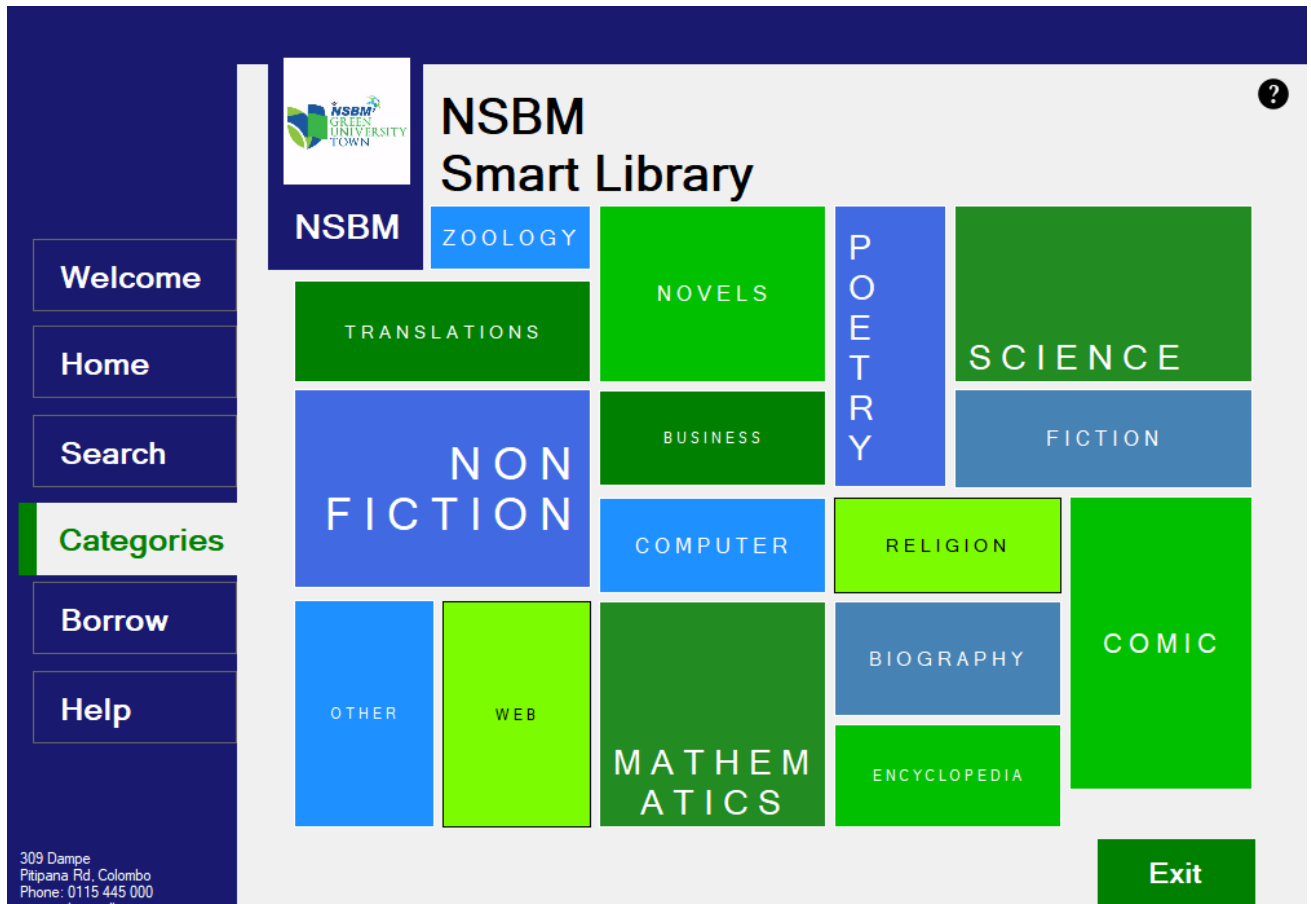 NSBM
GREEN
UNIVERSITY
TOWN
NSBM
Smart Library
?
NSBM
Welcome
Home
Search
Categories
Borrow
Help
ZOOLOGY
NOVELS
POETRY
SCIENCE
TRANSLATIONS
NON
FICTION
BUSINESS
FICTION
COMPUTER
RELIGION
COMIC
OTHER
WEB
MATHEM
ATICS
BIOGRAPHY
ENCYCLOPEDIA
309 Dampe
Pitipana Rd, Colombo
Phone: 0115 445 000
Exit